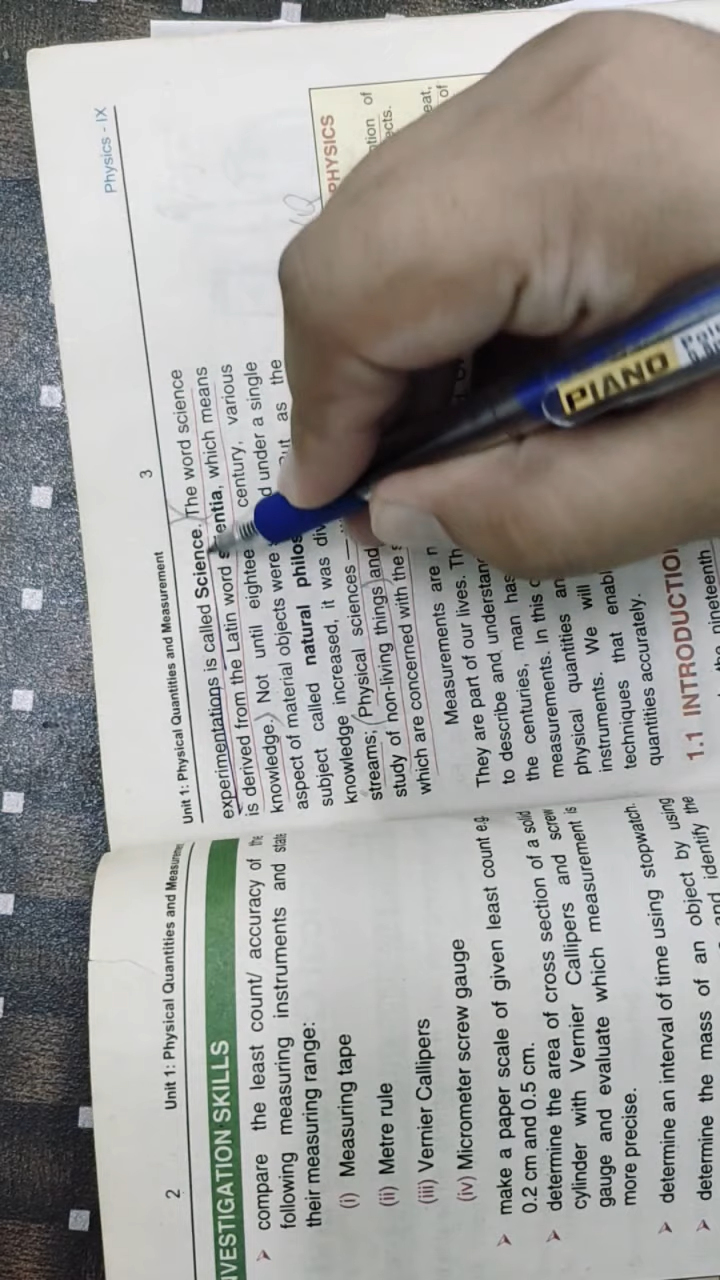 2
Unit 1: Physical Quantities and Measurement
VESTIGATION SKILLS
➢ compare the least count/ accuracy of the
following measuring instruments and state
their measuring range:
(i) Measuring tape
(ii) Metre rule
(iii) Vernier Callipers
(iv) Micrometer screw gauge
➢ make a paper scale of given least count e.g.
0.2 cm and 0.5 cm.
➢ determine the area of cross section of a solid
cylinder with Vernier Callipers and screw
gauge and evaluate which measurement is
more precise.
➢ determine an interval of time using stopwatch.
➢ determine the mass of an object by using
and identify the
Unit 1: Physical Quantities and Measurement
3
Physics - IX
experimentations is called Science. The word science
is derived from the Latin word entia, which means
knowledge. Not until century, various
aspect of material objects were under a single
subject called natural as the
knowledge increased, it was
streams; Physical sciences —
study of non-living things and
which are concerned with the
Measurements are
They are part of our lives.
to describe and
the centuries, man has
measurements. In this
physical quantities
instruments. We will
techniques that
quantities accurately.
1.1
nineteenth
PHYSICS
of
eat,
of
PIANO